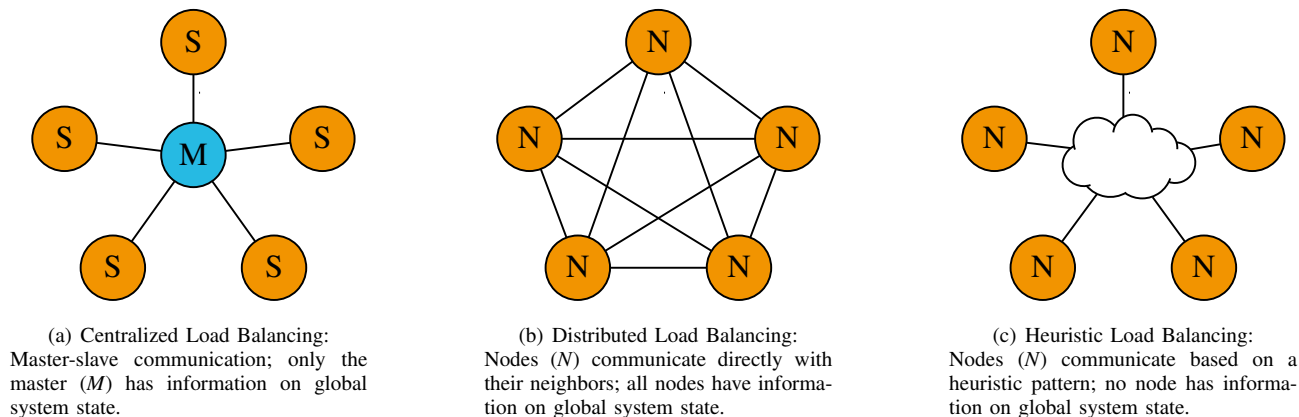 S
S
S
M
S
S
(a) Centralized Load Balancing:
Master-slave communication; only the
master (M) has information on global
system state.
N
N
N
N
N
(b) Distributed Load Balancing:
Nodes (N) communicate directly with
their neighbors; all nodes have informa-
tion on global system state.
N
N
N
N
N
(c) Heuristic Load Balancing:
Nodes (N) communicate based on a
heuristic pattern; no node has informa-
tion on global system state.